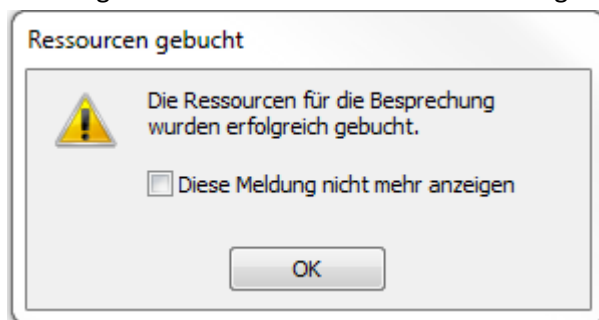 Ressourcen gebucht
Die Ressourcen für die Besprechung
wurden erfolgreich gebucht.
Diese Meldung nicht mehr anzeigen
OK